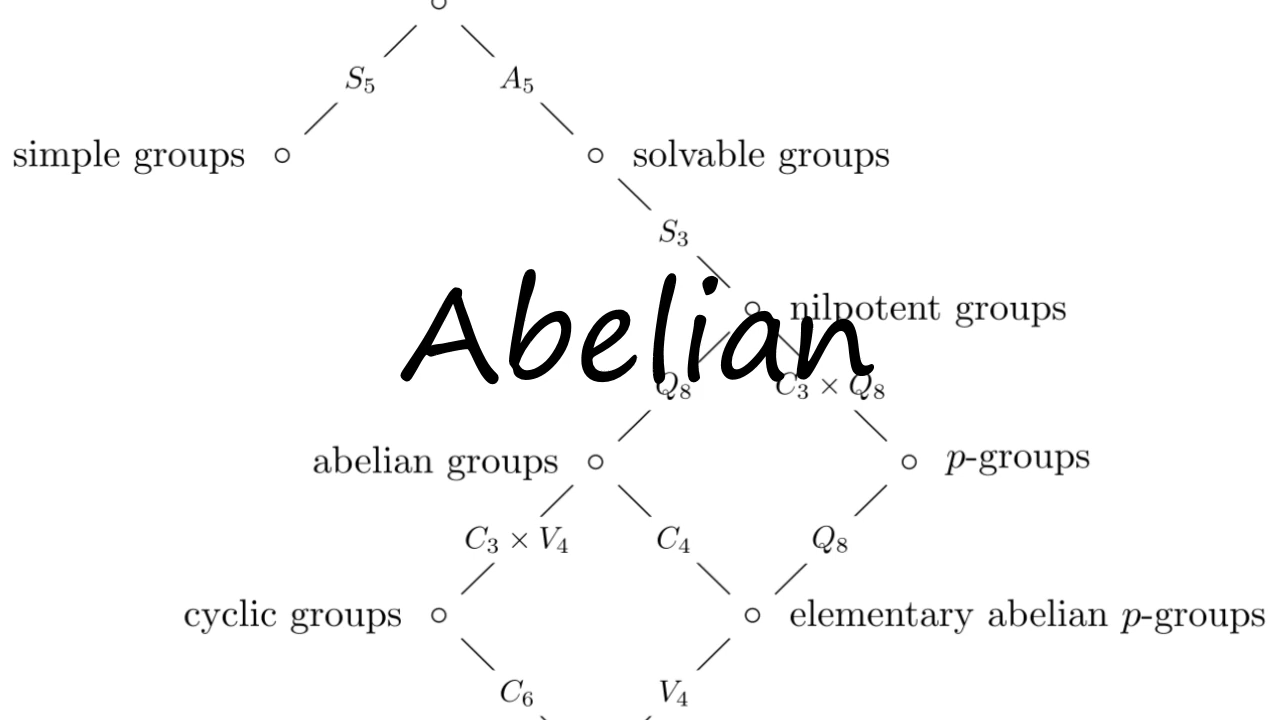 S₅ A₅
simple groups solvable groups
S₃
Abelian
nilpotent groups
Q₈ C₃ × Q₈
abelian groups p-groups
C₃ × V₄ C₄ Q₈
cyclic groups elementary abelian p-groups
C₆ V₄